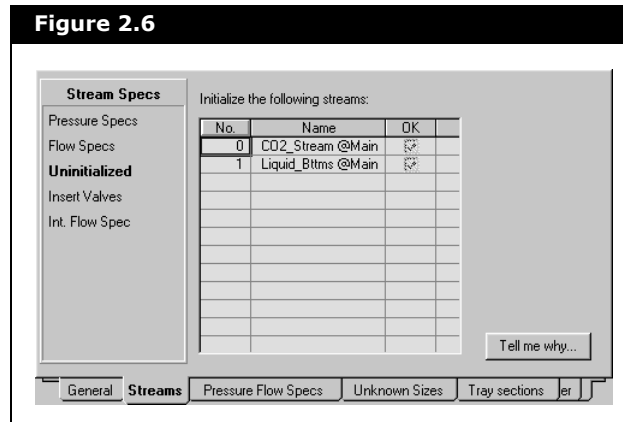 Figure 2.6
Stream Specs
Pressure Specs
Flow Specs
Uninitialized
Insert Valves
Int. Flow Spec
Initialize the following streams:
No. Name OK
0 CO2_Stream @Main
1 Liquid_Bttms @Main
Tell me why...
General Streams Pressure Flow Specs Unknown Sizes Tray sections er